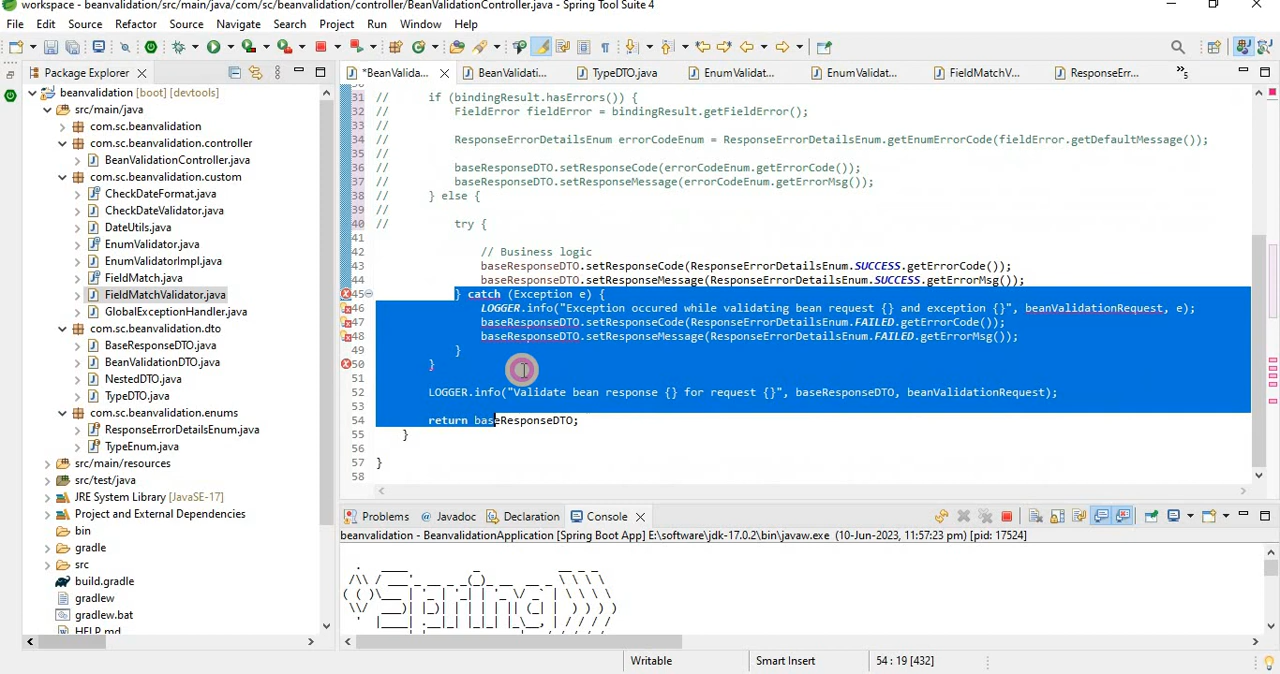 workspace - beanvalidation/src/main/java/com/sc/beanvalidation/controller/BeanValidationController.java - Spring Tool Suite 4
File Edit Source Refactor Source Navigate Search Project Run Window Help
Package Explorer
*BeanValida... BeanValidati... TypeDTO.java EnumValidat... EnumValidat... FieldMatchV... ResponseErr... 5
beanvalidation [boot] [devtools]
src/main/java
com.sc.beanvalidation
com.sc.beanvalidation.controller
BeanValidationController.java
com.sc.beanvalidation.custom
CheckDateFormat.java
CheckDateValidator.java
DateUtils.java
EnumValidator.java
EnumValidatorImpl.java
FieldMatch.java
FieldMatchValidator.java
GlobalExceptionHandler.java
com.sc.beanvalidation.dto
BaseResponseDTO.java
BeanValidationDTO.java
NestedDTO.java
TypeDTO.java
com.sc.beanvalidation.enums
ResponseErrorDetailsEnum.java
TypeEnum.java
src/main/resources
src/test/java
JRE System Library [JavaSE-17]
Project and External Dependencies
bin
gradle
src
build.gradle
gradlew
gradlew.bat
HELP.md
31 // if (bindingResult.hasErrors()) {
32 // FieldError fieldError = bindingResult.getFieldError();
33 //
34 // ResponseErrorDetailsEnum errorCodeEnum = ResponseErrorDetailsEnum.getEnumErrorCode(fieldError.getDefaultMessage());
35 //
36 // baseResponseDTO.setResponseCode(errorCodeEnum.getErrorCode());
37 // baseResponseDTO.setResponseMessage(errorCodeEnum.getErrorMsg());
38 // } else {
39 //
40 // try {
41
42 // Business logic
43 baseResponseDTO.setResponseCode(ResponseErrorDetailsEnum.SUCCESS.getErrorCode());
44 baseResponseDTO.setResponseMessage(ResponseErrorDetailsEnum.SUCCESS.getErrorMsg());
45 } catch (Exception e) {
46 LOGGER.info("Exception occured while validating bean request {} and exception {}", beanValidationRequest, e);
47 baseResponseDTO.setResponseCode(ResponseErrorDetailsEnum.FAILED.getErrorCode());
48 baseResponseDTO.setResponseMessage(ResponseErrorDetailsEnum.FAILED.getErrorMsg());
49 }
50 }
51
52 LOGGER.info("Validate bean response {} for request {}", baseResponseDTO, beanValidationRequest);
53
54 return baseResponseDTO;
55 }
56
57 }
58
Problems Javadoc Declaration Console
beanvalidation - BeanvalidationApplication [Spring Boot App] E:\software\jdk-17.0.2\bin\javaw.exe (10-Jun-2023, 11:57:23 pm) [pid: 17524]
Writable Smart Insert 54 : 19 [432]